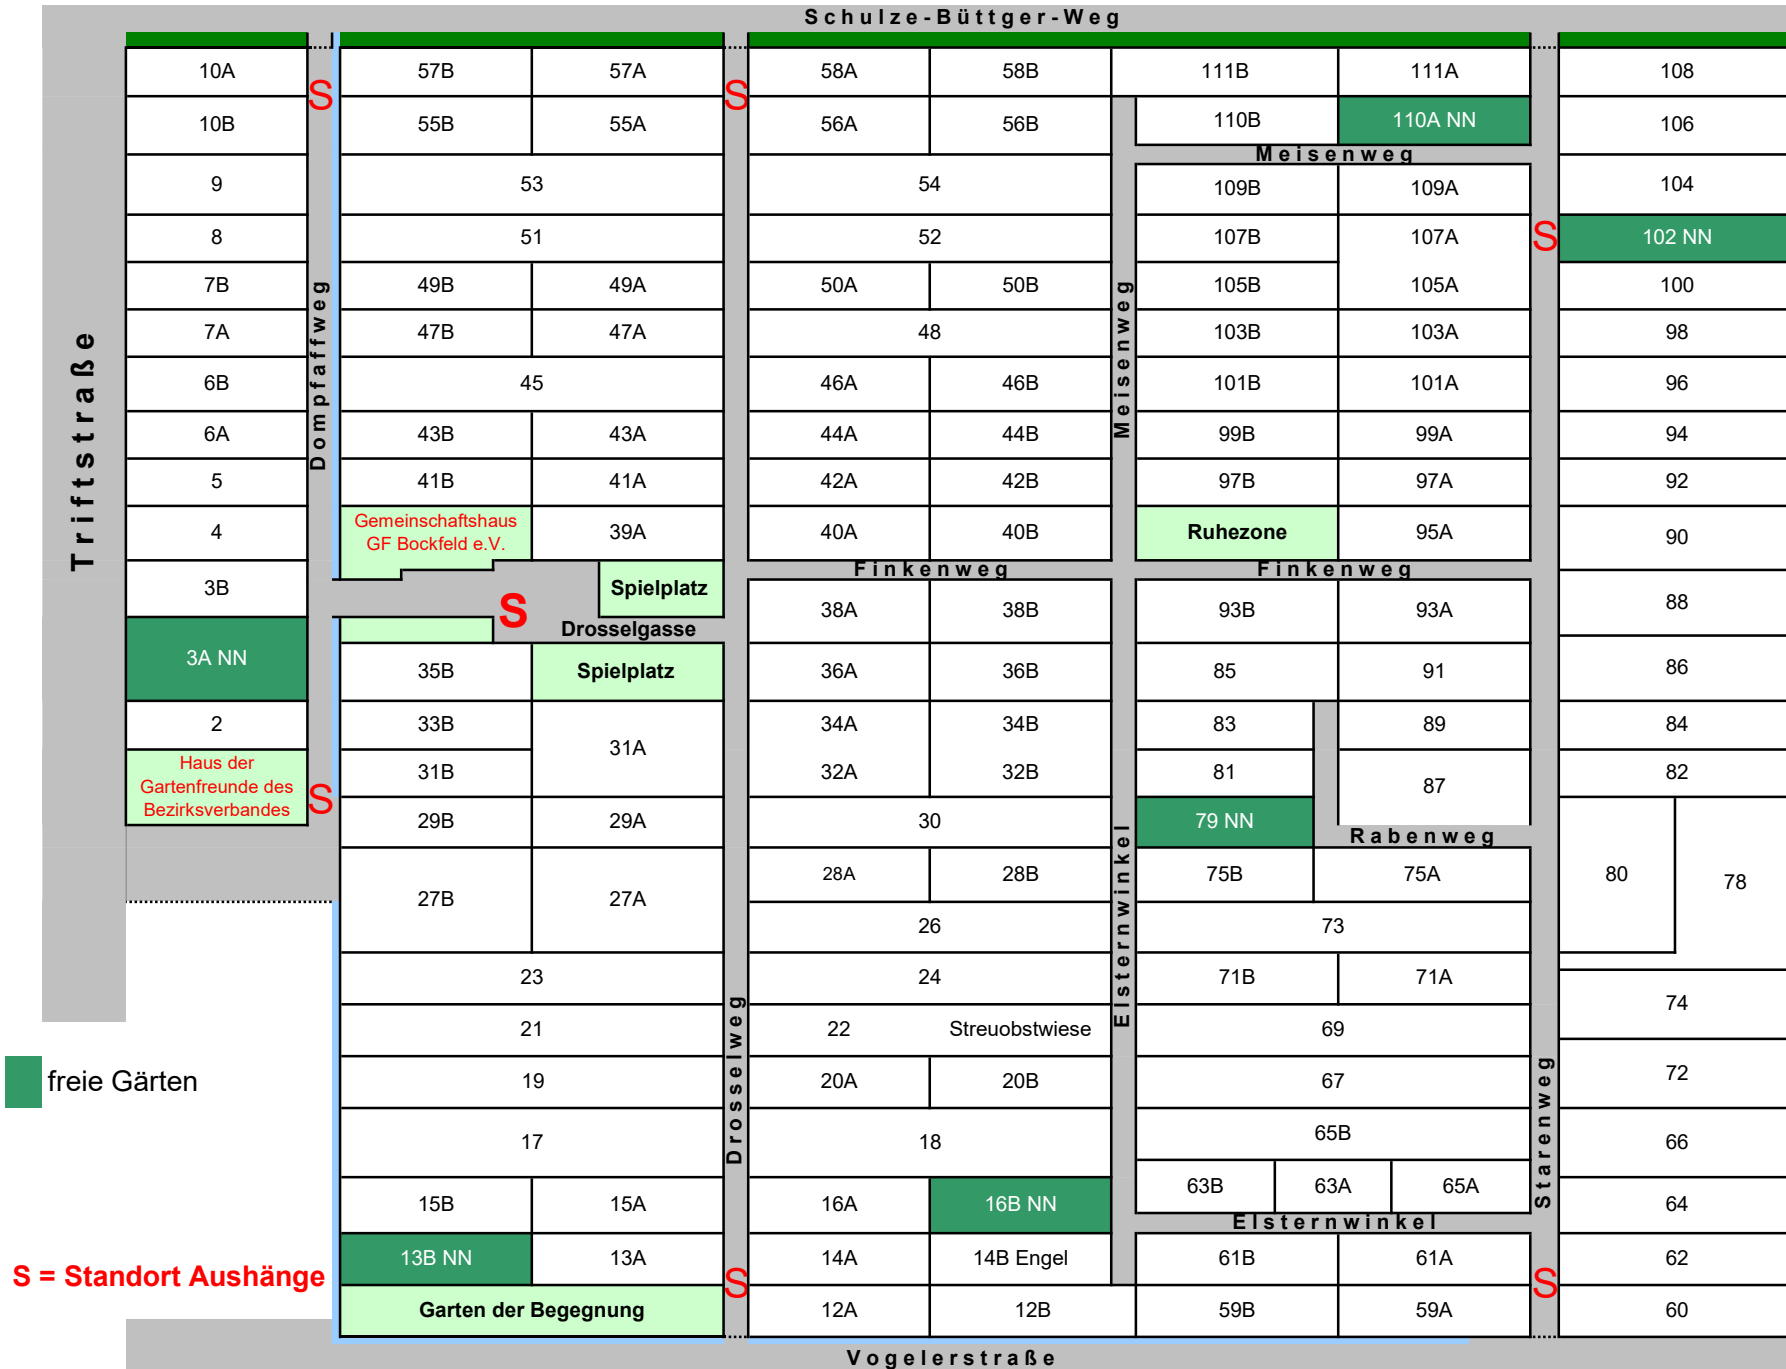 Schulze-Büttger-Weg
10A 57B 57A 58A 58B 111B 111A 108
S S
10B 55B 55A 56A 56B 110B 110A NN 106
Meisenweg
9 53 54 109B 109A 104
8 51 52 107B 107A S 102 NN
7B 49B 49A 50A 50B 105B 105A 100
7A 47B 47A 48 103B 103A 98
6B 45 46A 46B 101B 101A 96
Triftstraße
Dompfaffweg
Meisenweg
6A 43B 43A 44A 44B 99B 99A 94
5 41B 41A 42A 42B 97B 97A 92
4 Gemeinschaftshaus
GF Bockfeld e.V. 39A 40A 40B Ruhezone 95A 90
Finkenweg Finkenweg
3B Spielplatz 38A 38B 93B 93A 88
S
Drosselgasse
3A NN 35B Spielplatz 36A 36B 85 91 86
2 33B 31A 34A 34B 83 89 84
Haus der
Gartenfreunde des
Bezirksverbandes S 31B 32A 32B 81 87 82
29B 29A 30 79 NN
Rabenweg
27B 27A 28A 28B 75B 75A 80 78
26 73
Elsternwinkel
23 24 71B 71A 74
21 22 Streuobstwiese 69
freie Gärten
19 20A 20B 67 72
Drosselweg
Starenweg
17 18 65B 66
15B 15A 16A 16B NN 63B 63A 65A 64
Elsternwinkel
13B NN 13A 14A 14B Engel 61B 61A 62
S = Standort Aushänge
S S
Garten der Begegnung 12A 12B 59B 59A 60
Vogelerstraße